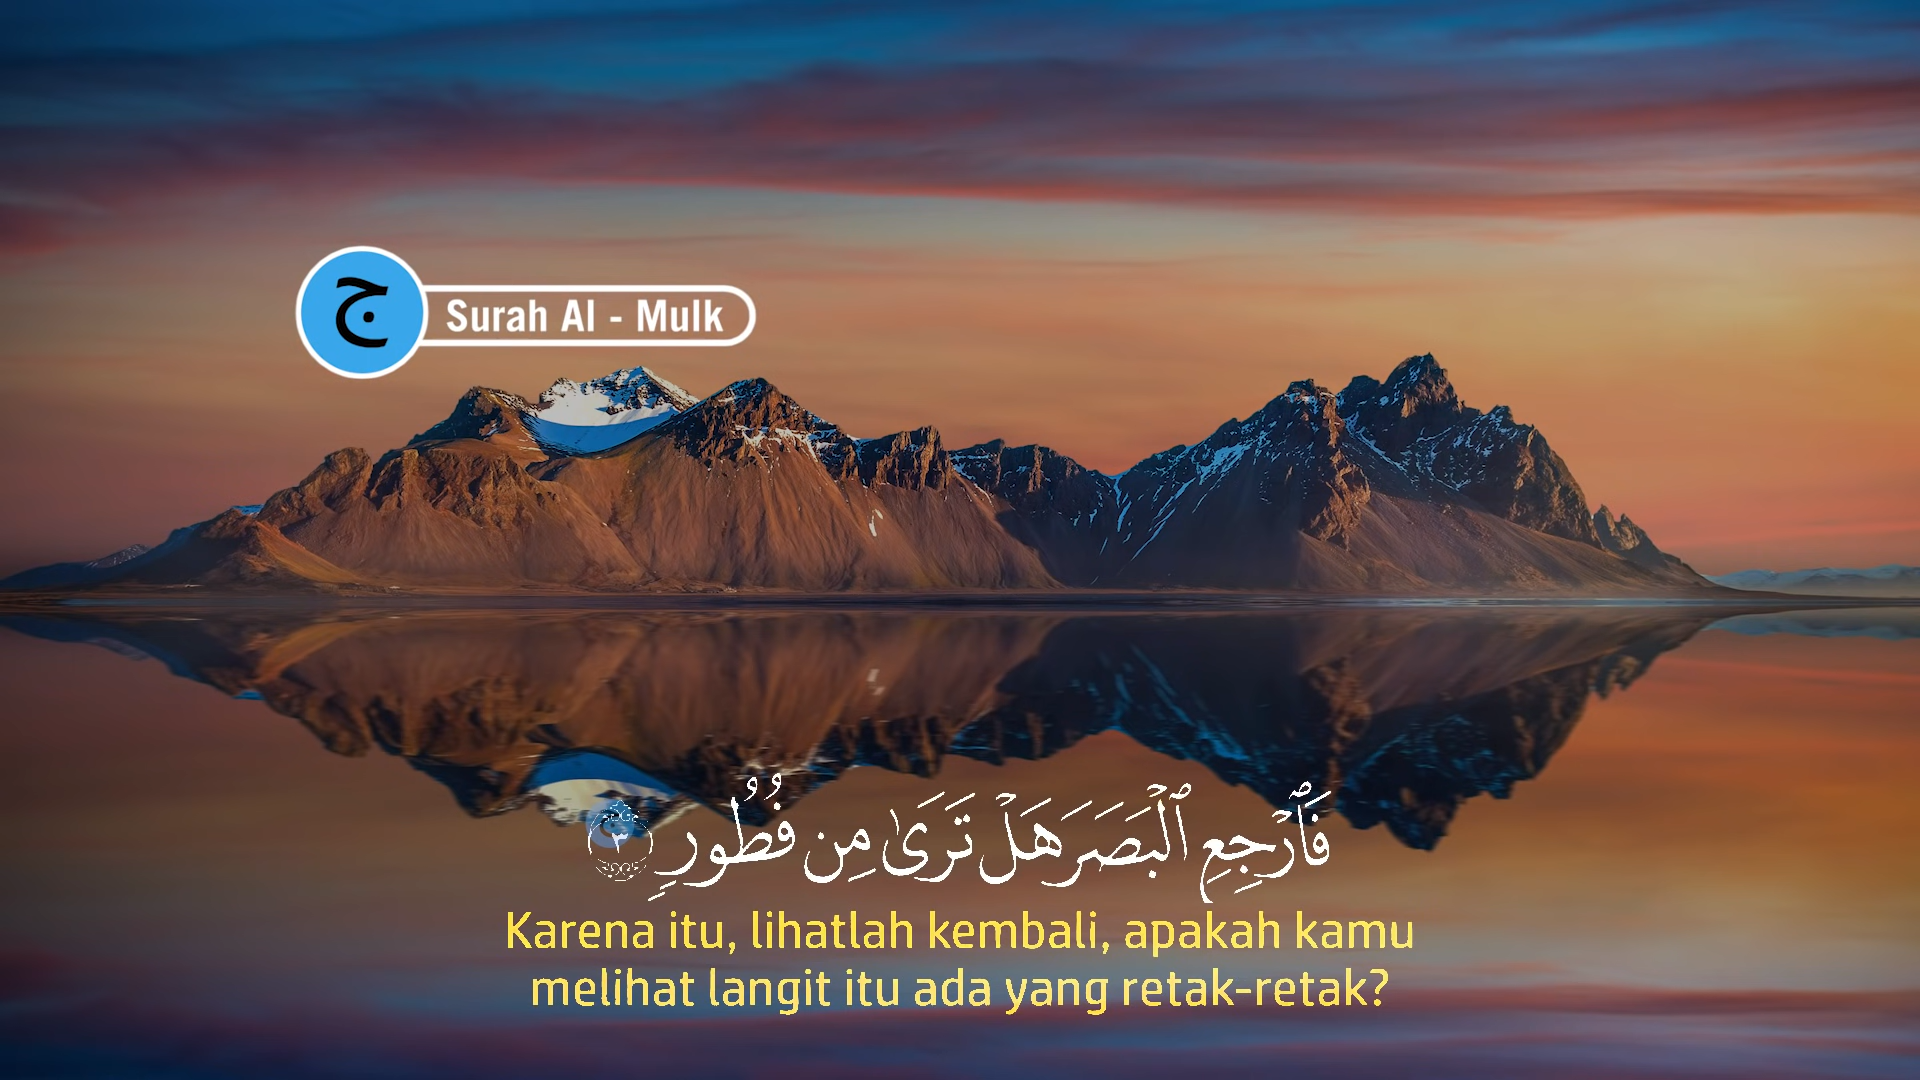 ج
Surah Al - Mulk
فَٱرْجِعِ ٱلْبَصَرَ هَلْ تَرَىٰ مِن فُطُورٍ ٣
Karena itu, lihatlah kembali, apakah kamu
melihat langit itu ada yang retak-retak?